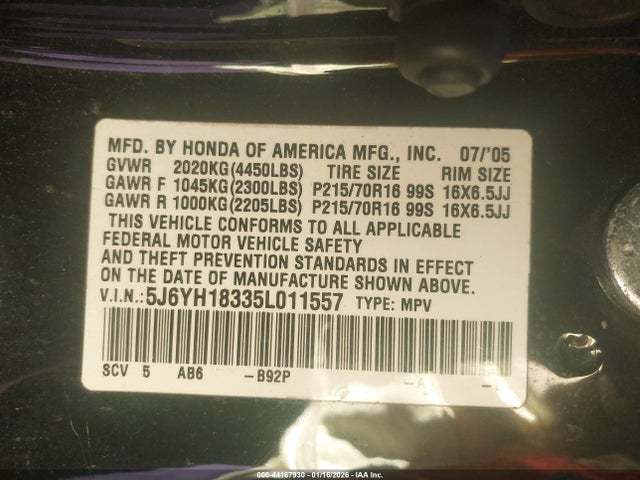 MFD. BY HONDA OF AMERICA MFG., INC. 07/'05
GVWR 2020KG(4450LBS) TIRE SIZE RIM SIZE
GAWR F 1045KG(2300LBS) P215/70R16 99S 16X6.5JJ
GAWR R 1000KG(2205LBS) P215/70R16 99S 16X6.5JJ
THIS VEHICLE CONFORMS TO ALL APPLICABLE
FEDERAL MOTOR VEHICLE SAFETY
AND THEFT PREVENTION STANDARDS IN EFFECT
ON THE DATE OF MANUFACTURE SHOWN ABOVE.
V.I.N.:5J6YH18335L011557 TYPE: MPV
SCV 5 AB6 -B92P -A
000-44167930 - 01/16/2026 - IAA Inc.